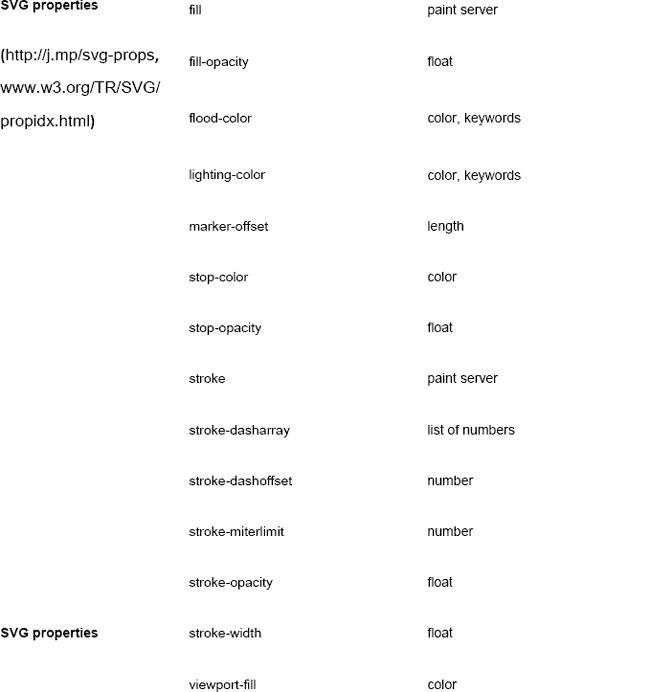 SVG properties fill paint server
(http://j.mp/svg-props, fill-opacity float
www.w3.org/TR/SVG/
propidx.html) flood-color color, keywords
lighting-color color, keywords
marker-offset length
stop-color color
stop-opacity float
stroke paint server
stroke-dasharray list of numbers
stroke-dashoffset number
stroke-miterlimit number
stroke-opacity float
SVG properties stroke-width float
viewport-fill color